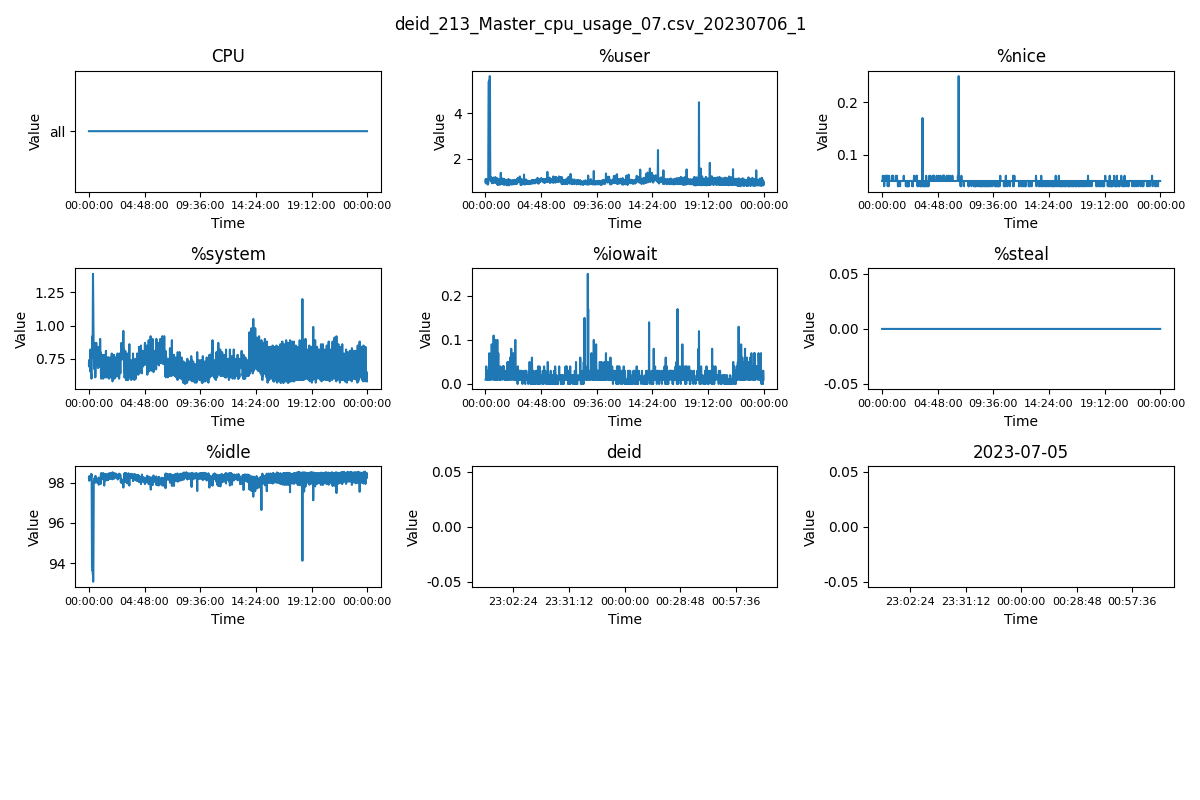 deid_213_Master_cpu_usage_07.csv_20230706_1
CPU %user %nice
Value
all
00:00:00 04:48:00 09:36:00 14:24:00 19:12:00 00:00:00
Time
Value
4
2
00:00:00 04:48:00 09:36:00 14:24:00 19:12:00 00:00:00
Time
Value
0.2
0.1
00:00:00 04:48:00 09:36:00 14:24:00 19:12:00 00:00:00
Time
%system %iowait %steal
Value
1.25
1.00
0.75
00:00:00 04:48:00 09:36:00 14:24:00 19:12:00 00:00:00
Time
Value
0.2
0.1
0.0
00:00:00 04:48:00 09:36:00 14:24:00 19:12:00 00:00:00
Time
Value
0.05
0.00
-0.05
00:00:00 04:48:00 09:36:00 14:24:00 19:12:00 00:00:00
Time
%idle deid 2023-07-05
Value
98
96
94
00:00:00 04:48:00 09:36:00 14:24:00 19:12:00 00:00:00
Time
Value
0.05
0.00
-0.05
23:02:24 23:31:12 00:00:00 00:28:48 00:57:36
Time
Value
0.05
0.00
-0.05
23:02:24 23:31:12 00:00:00 00:28:48 00:57:36
Time